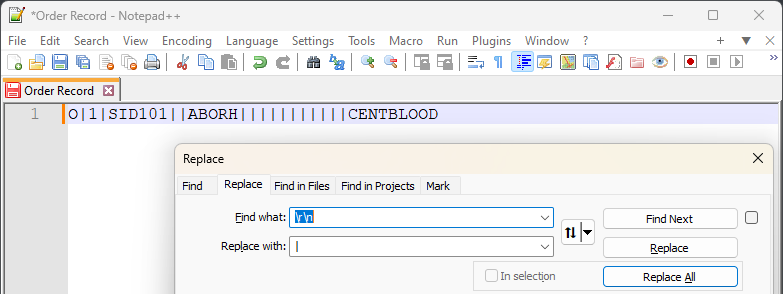 *Order Record - Notepad++
File Edit Search View Encoding Language Settings Tools Macro Run Plugins Window ?
Order Record
1 O|1|SID101||ABORH|||||||||||CENTBLOOD
Replace
Find Replace Find in Files Find in Projects Mark
Find what: \r\n Find Next
Replace with: | Replace
In selection Replace All